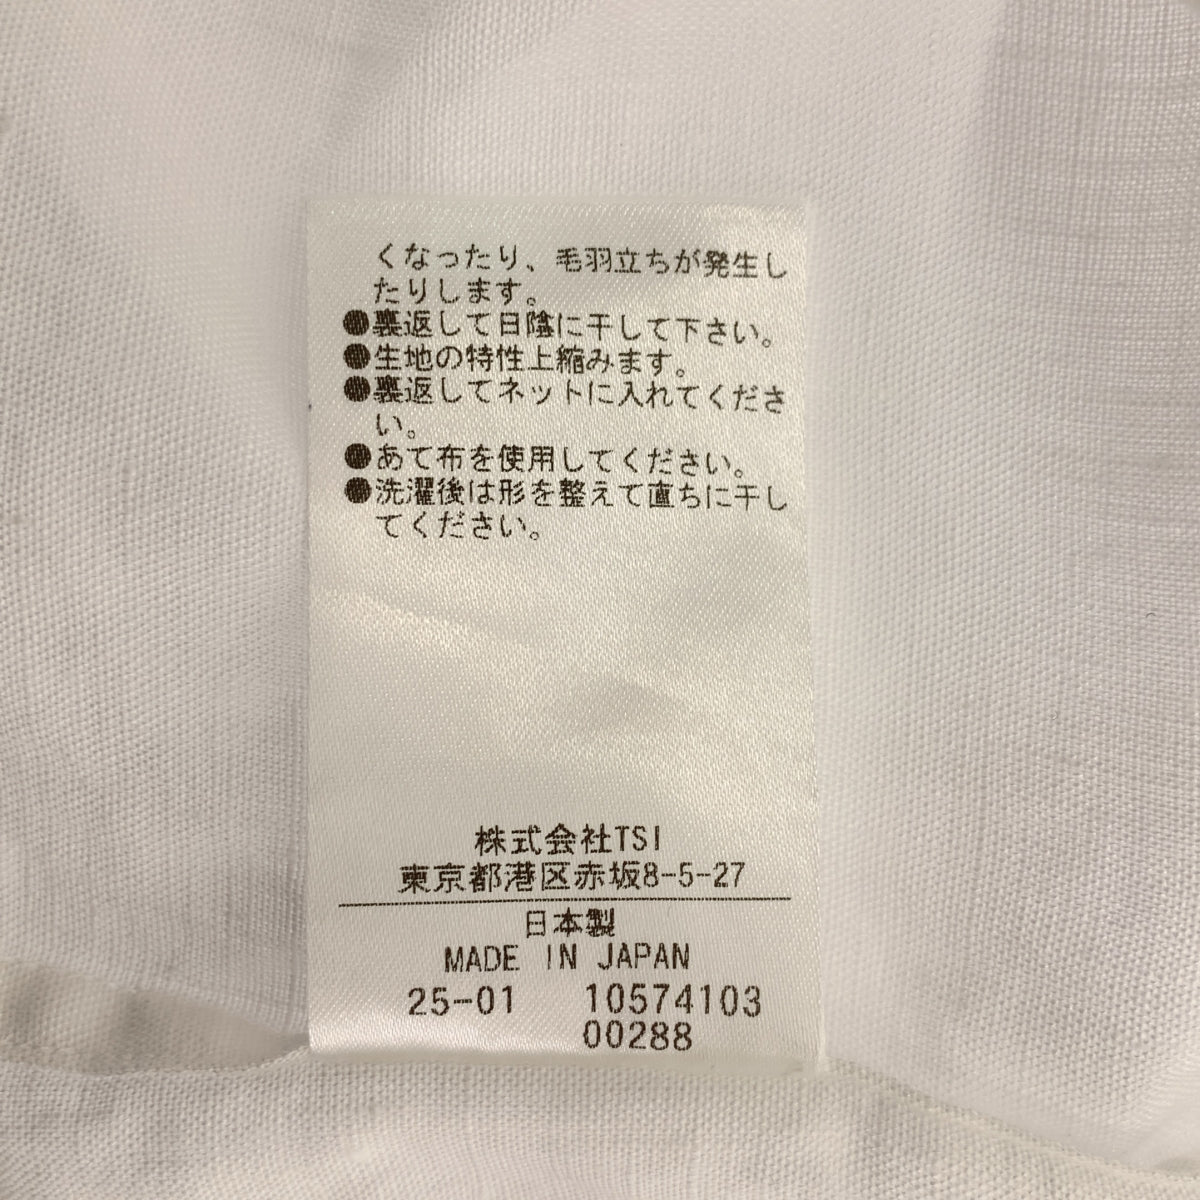 くなったり、毛羽立ちが発生し
たりします。
●裏返して日陰に干して下さい。
●生地の特性上縮みます。
●裏返してネットに入れてくださ
い。
●あて布を使用してください。
●洗濯後は形を整えて直ちに干し
てください。
株式会社TSI
東京都港区赤坂8-5-27
日本製
MADE IN JAPAN
25-01 10574103
00288